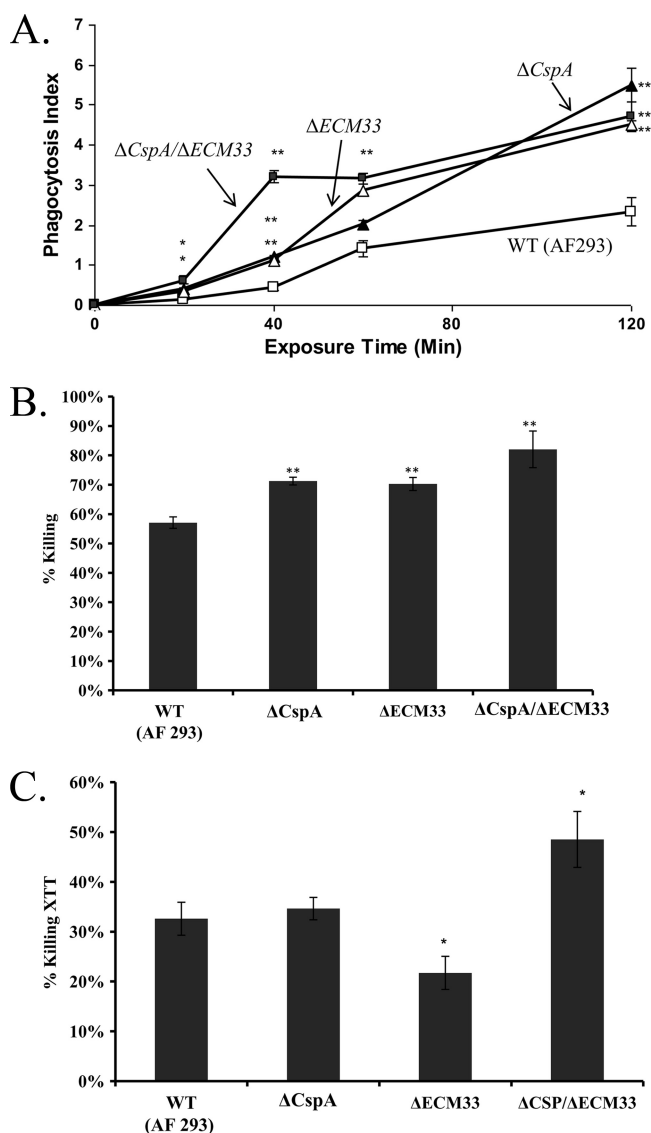 A.
Phagocytosis Index
7
6
5
4
3
2
1
0
ΔCspA/ΔECM33
ΔECM33
ΔCspA
WT (AF293)
*
*
**
**
**
**
**
**
**
0
40
80
120
Exposure Time (Min)
B.
% Killing
100%
90%
80%
70%
60%
50%
40%
30%
20%
10%
0%
**
**
**
WT
(AF 293)
ΔCspA
ΔECM33
ΔCspA/ΔECM33
C.
% Killing XTT
60%
50%
40%
30%
20%
10%
0%
*
*
WT
(AF 293)
ΔCspA
ΔECM33
ΔCSP/ΔECM33